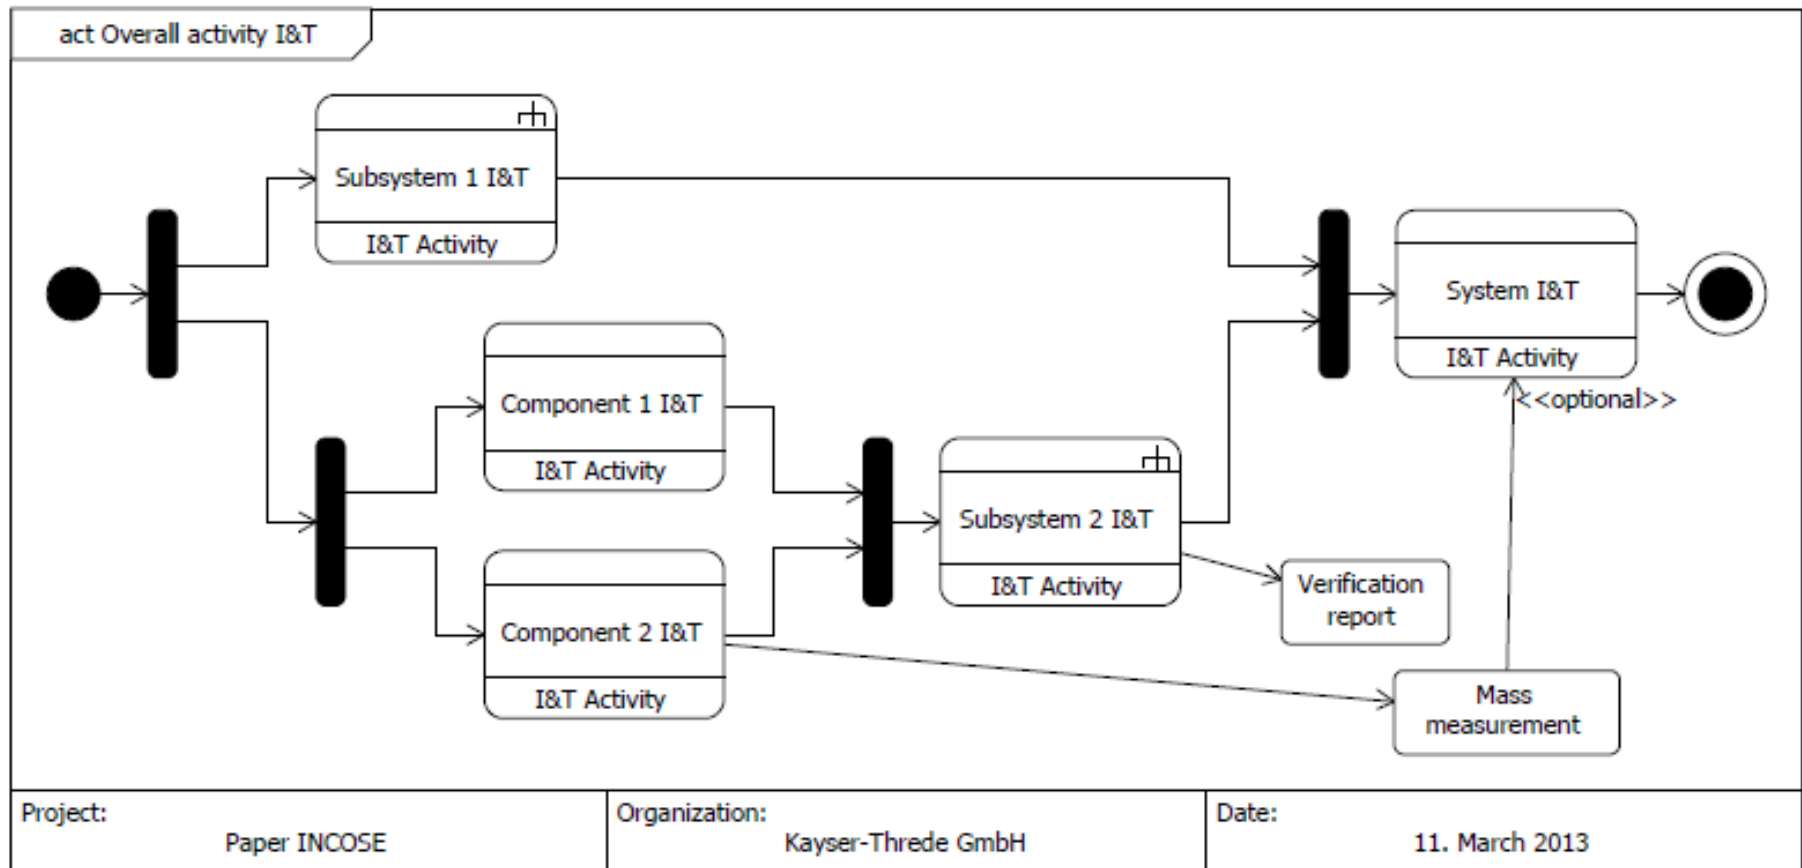 act Overall activity I&T
Subsystem 1 I&T
I&T Activity
System I&T
I&T Activity
<<optional>>
Component 1 I&T
I&T Activity
Subsystem 2 I&T
I&T Activity
Verification
report
Component 2 I&T
I&T Activity
Mass
measurement
Project:
Paper INCOSE
Organization:
Kayser-Threde GmbH
Date:
11. March 2013